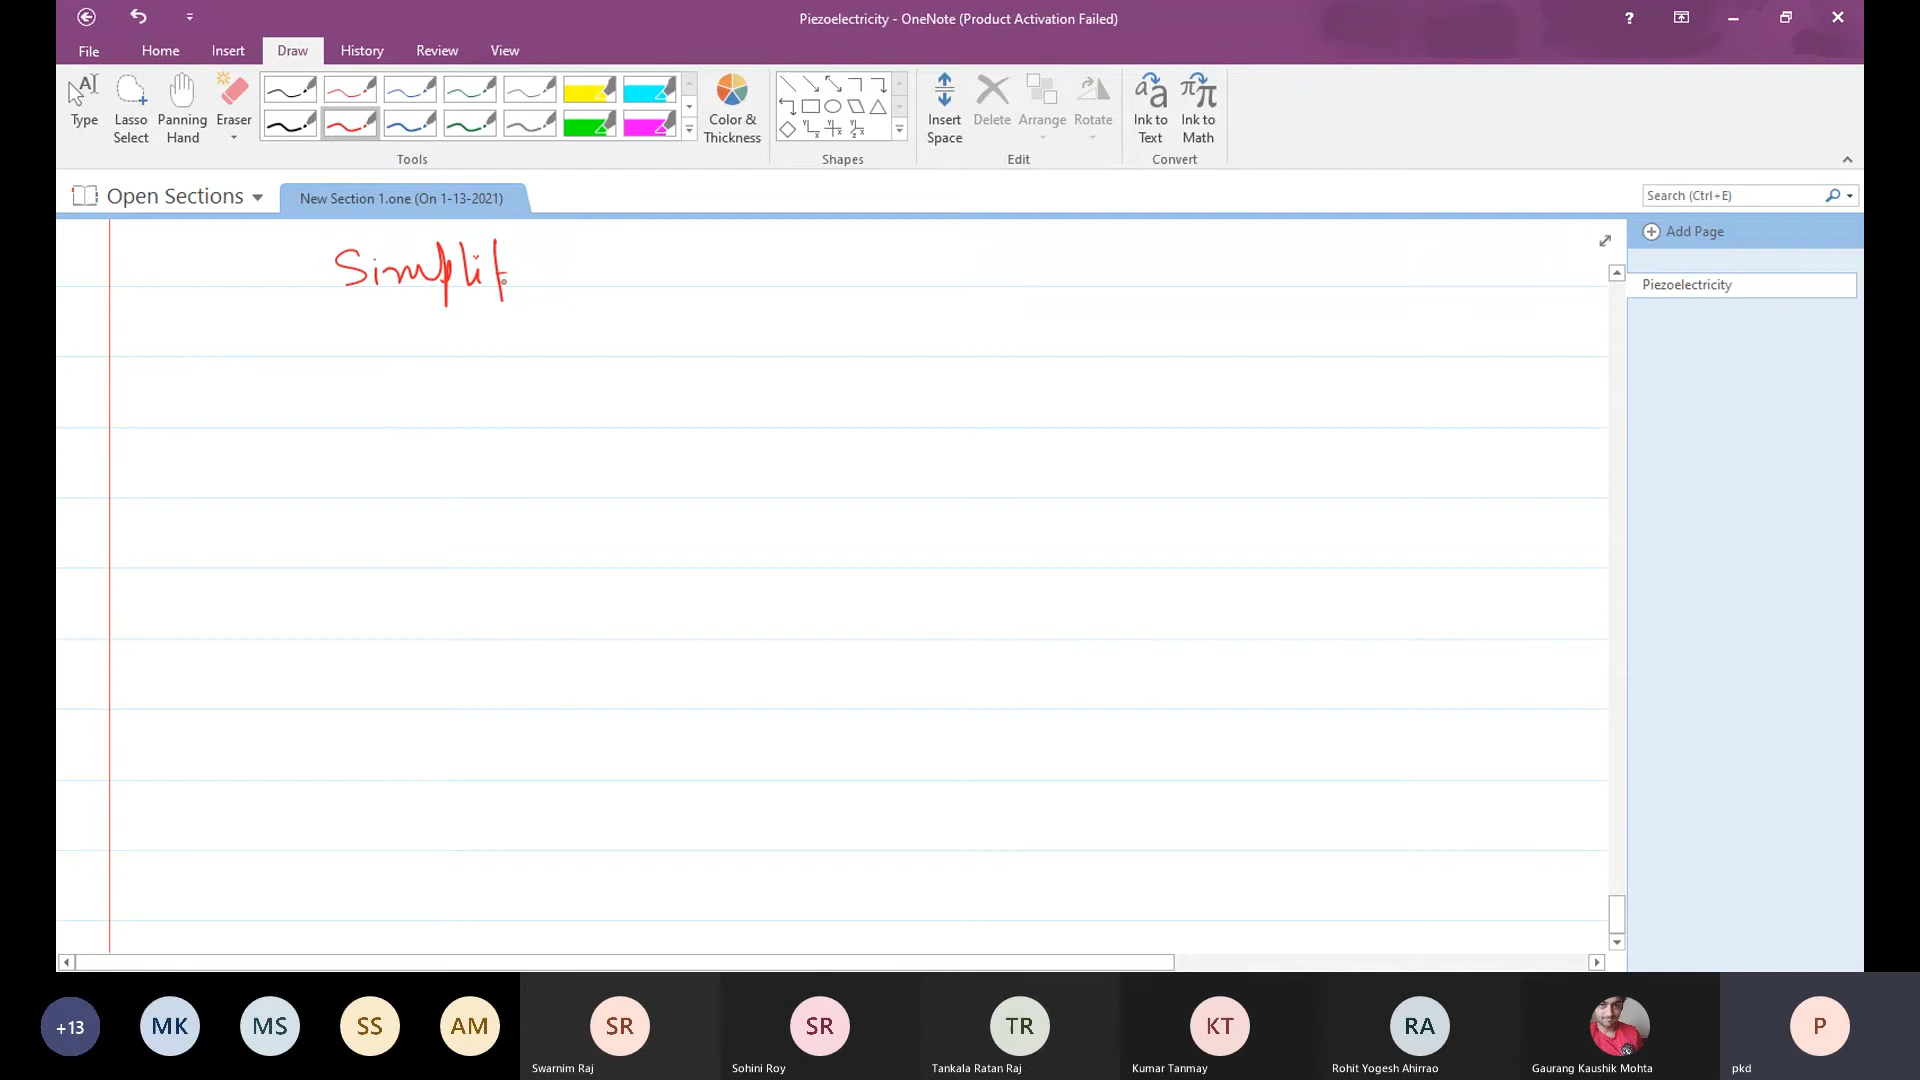 Piezoelectricity - OneNote (Product Activation Failed)
?
File Home Insert Draw History Review View
Type
Lasso Select
Panning Hand
Eraser
Color & Thickness
Insert Space
Delete
Arrange
Rotate
Ink to Text
Ink to Math
Tools
Shapes
Edit
Convert
Open Sections
New Section 1.one (On 1-13-2021)
Search (Ctrl+E)
Add Page
Piezoelectricity
Simplif
+13
MK
MS
SS
AM
SR
SR
TR
KT
RA
P
Swarnim Raj
Sohini Roy
Tankala Ratan Raj
Kumar Tanmay
Rohit Yogesh Ahirrao
Gaurang Kaushik Mohta
pkd